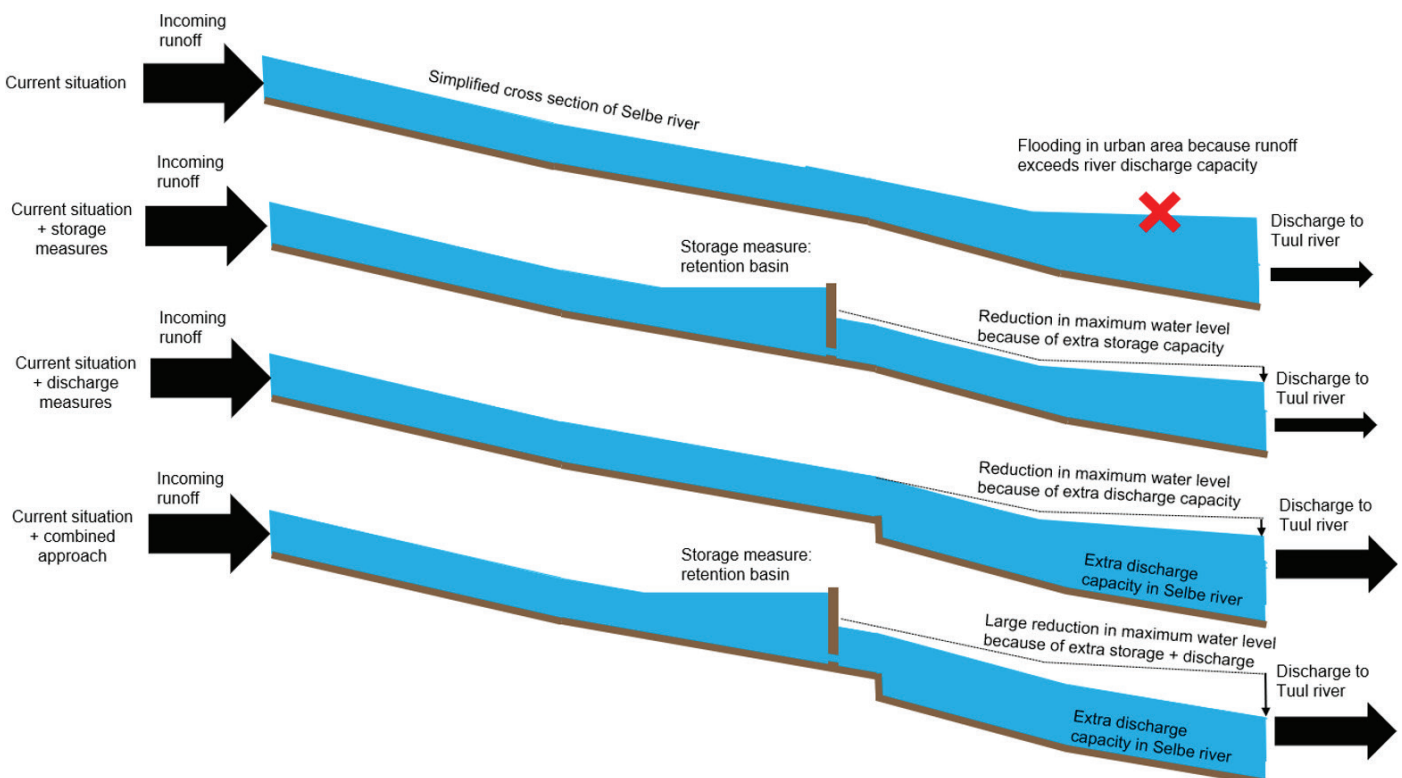 Incoming
runoff
Current situation
Simplified cross section of Selbe river
Flooding in urban area because runoff
exceeds river discharge capacity
Discharge to
Tuul river
Incoming
runoff
Current situation
+ storage
measures
Storage measure:
retention basin
Reduction in maximum water level
because of extra storage capacity
Discharge to
Tuul river
Incoming
runoff
Current situation
+ discharge
measures
Reduction in maximum water level
because of extra discharge capacity
Discharge to
Tuul river
Extra discharge
capacity in Selbe river
Incoming
runoff
Current situation
+ combined
approach
Storage measure:
retention basin
Large reduction in maximum water level
because of extra storage + discharge
Discharge to
Tuul river
Extra discharge
capacity in Selbe river